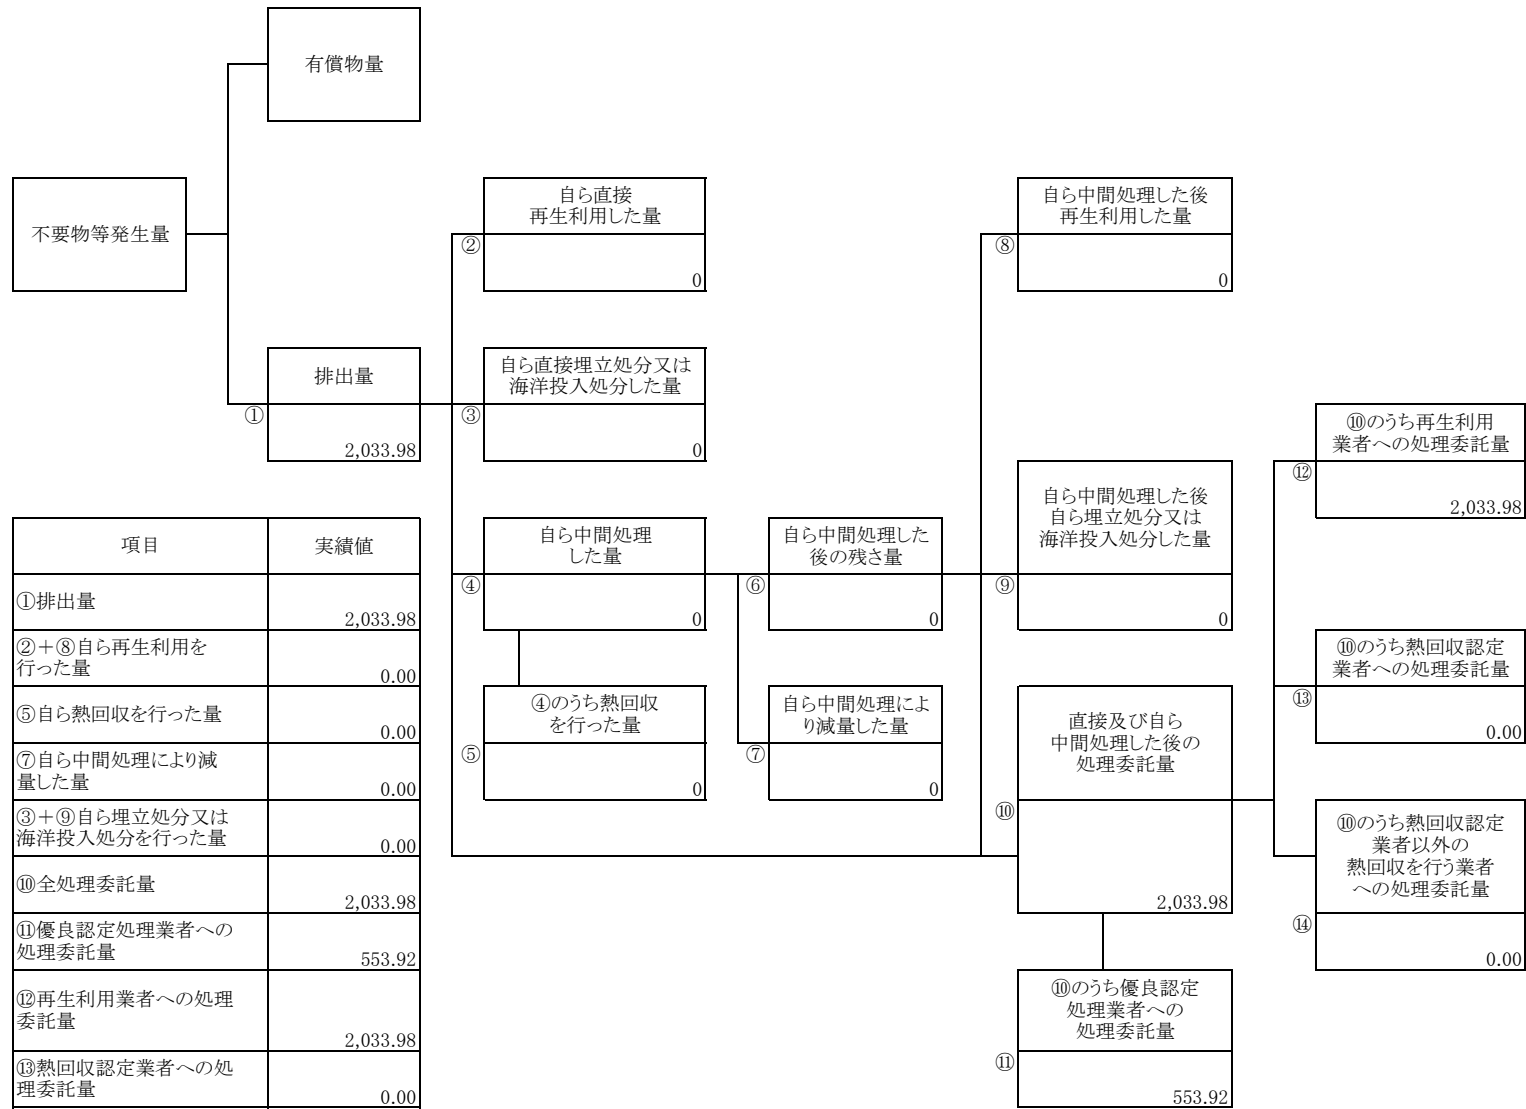 有償物量
不要物等発生量
自ら直接
再生利用した量
②
0
自ら中間処理した後
再生利用した量
⑧
0
排出量
①
2,033.98
自ら直接埋立処分又は
海洋投入処分した量
③
0
⑩のうち再生利用
業者への処理委託量
⑫
2,033.98
自ら中間処理した後
自ら埋立処分又は
海洋投入処分した量
⑨
0
自ら中間処理
した量
④
0
自ら中間処理した
後の残さ量
⑥
0
④のうち熱回収
を行った量
⑤
0
自ら中間処理によ
り減量した量
⑦
0
直接及び自ら
中間処理した後の
処理委託量
⑩
2,033.98
⑩のうち熱回収認定
業者への処理委託量
⑬
0.00
⑩のうち熱回収認定
業者以外の
熱回収を行う業者
への処理委託量
⑭
0.00
⑩のうち優良認定
処理業者への
処理委託量
⑪
553.92
項目 実績値
①排出量
2,033.98
②+⑧自ら再生利用を
行った量
0.00
⑤自ら熱回収を行った量
0.00
⑦自ら中間処理により減
量した量
0.00
③+⑨自ら埋立処分又は
海洋投入処分を行った量
0.00
⑩全処理委託量
2,033.98
⑪優良認定処理業者への
処理委託量
553.92
⑫再生利用業者への処理
委託量
2,033.98
⑬熱回収認定業者への処
理委託量
0.00